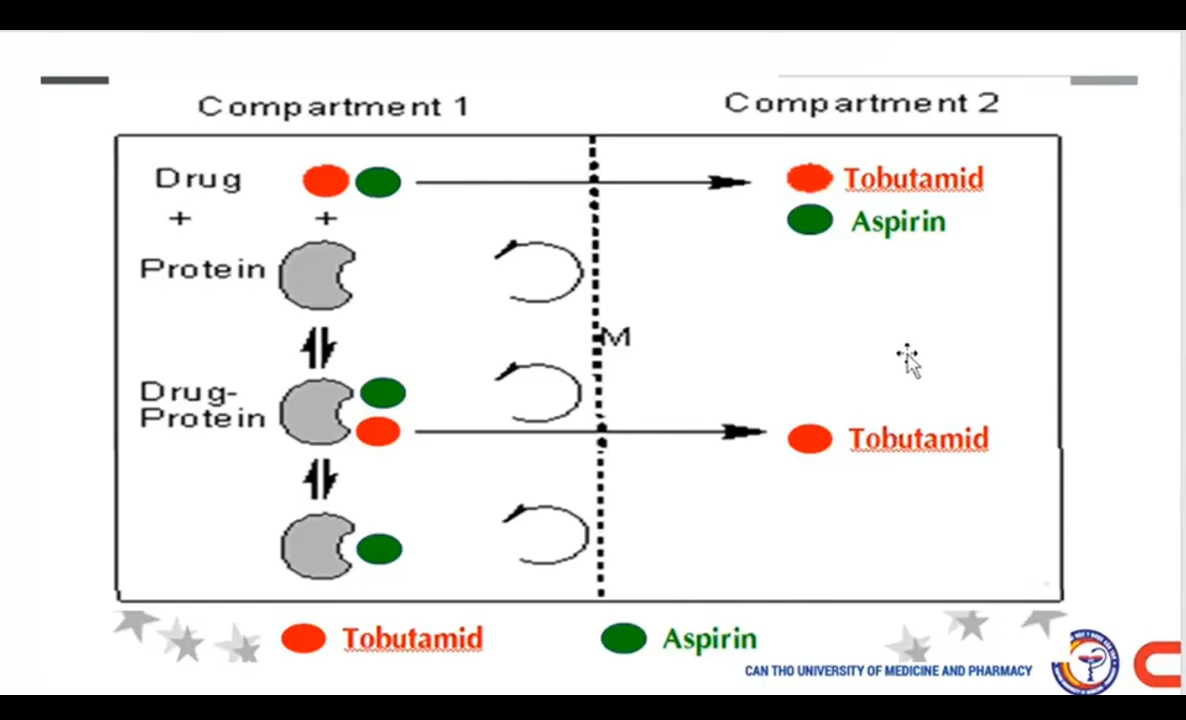 Compartment 1
Compartment 2
Drug
Tobutamid
+ +
Aspirin
Protein
M
Drug-
Protein
Tobutamid
Tobutamid
Aspirin
CAN THO UNIVERSITY OF MEDICINE AND PHARMACY